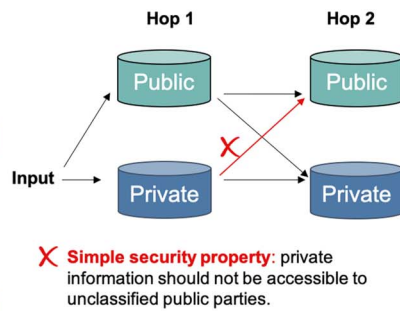 Hop 1 Hop 2
Public Public
Input
Private Private
X Simple security property: private
information should not be accessible to
unclassified public parties.